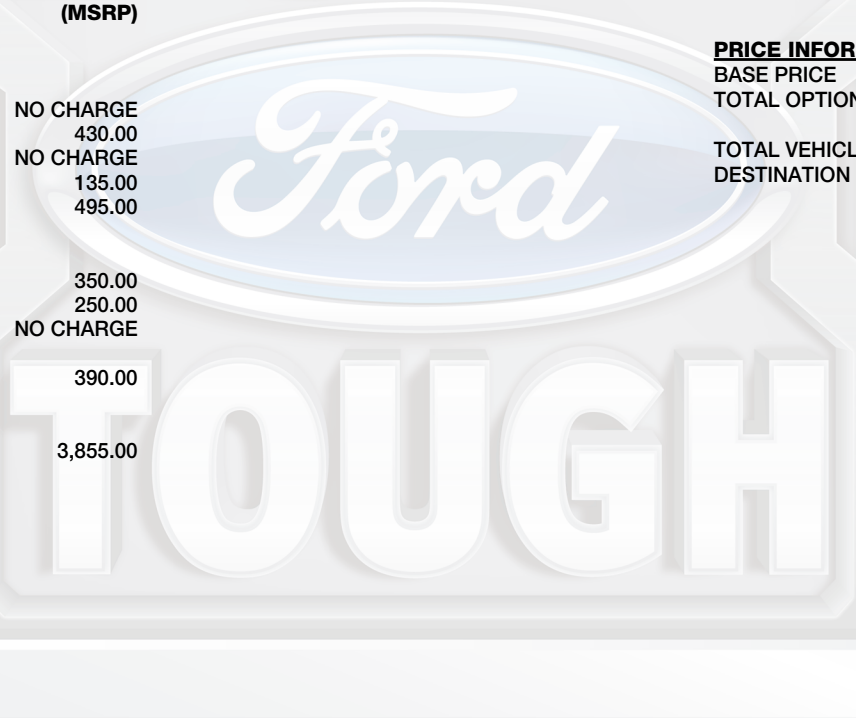 (MSRP)
NO CHARGE
430.00
NO CHARGE
135.00
495.00
350.00
250.00
NO CHARGE
390.00
3,855.00
PRICE INFOR
BASE PRICE
TOTAL OPTION
TOTAL VEHICL
DESTINATION
Ford
TOUGH